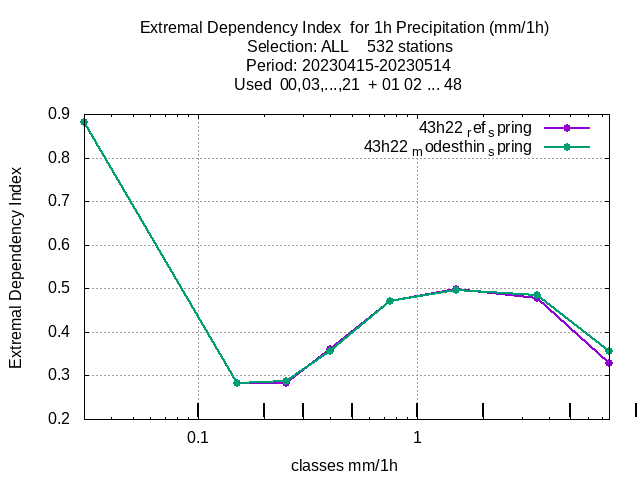 Extremal Dependency Index  for 1h Precipitation (mm/1h)
Selection: ALL    532 stations
Period: 20230415-20230514
Used  00,03,...,21  + 01 02 ... 48
43h22 ref spring
43h22 modesthin spring
0.9
0.8
0.7
0.6
0.5
0.4
0.3
0.2
Extremal Dependency Index
0.1 1
classes mm/1h